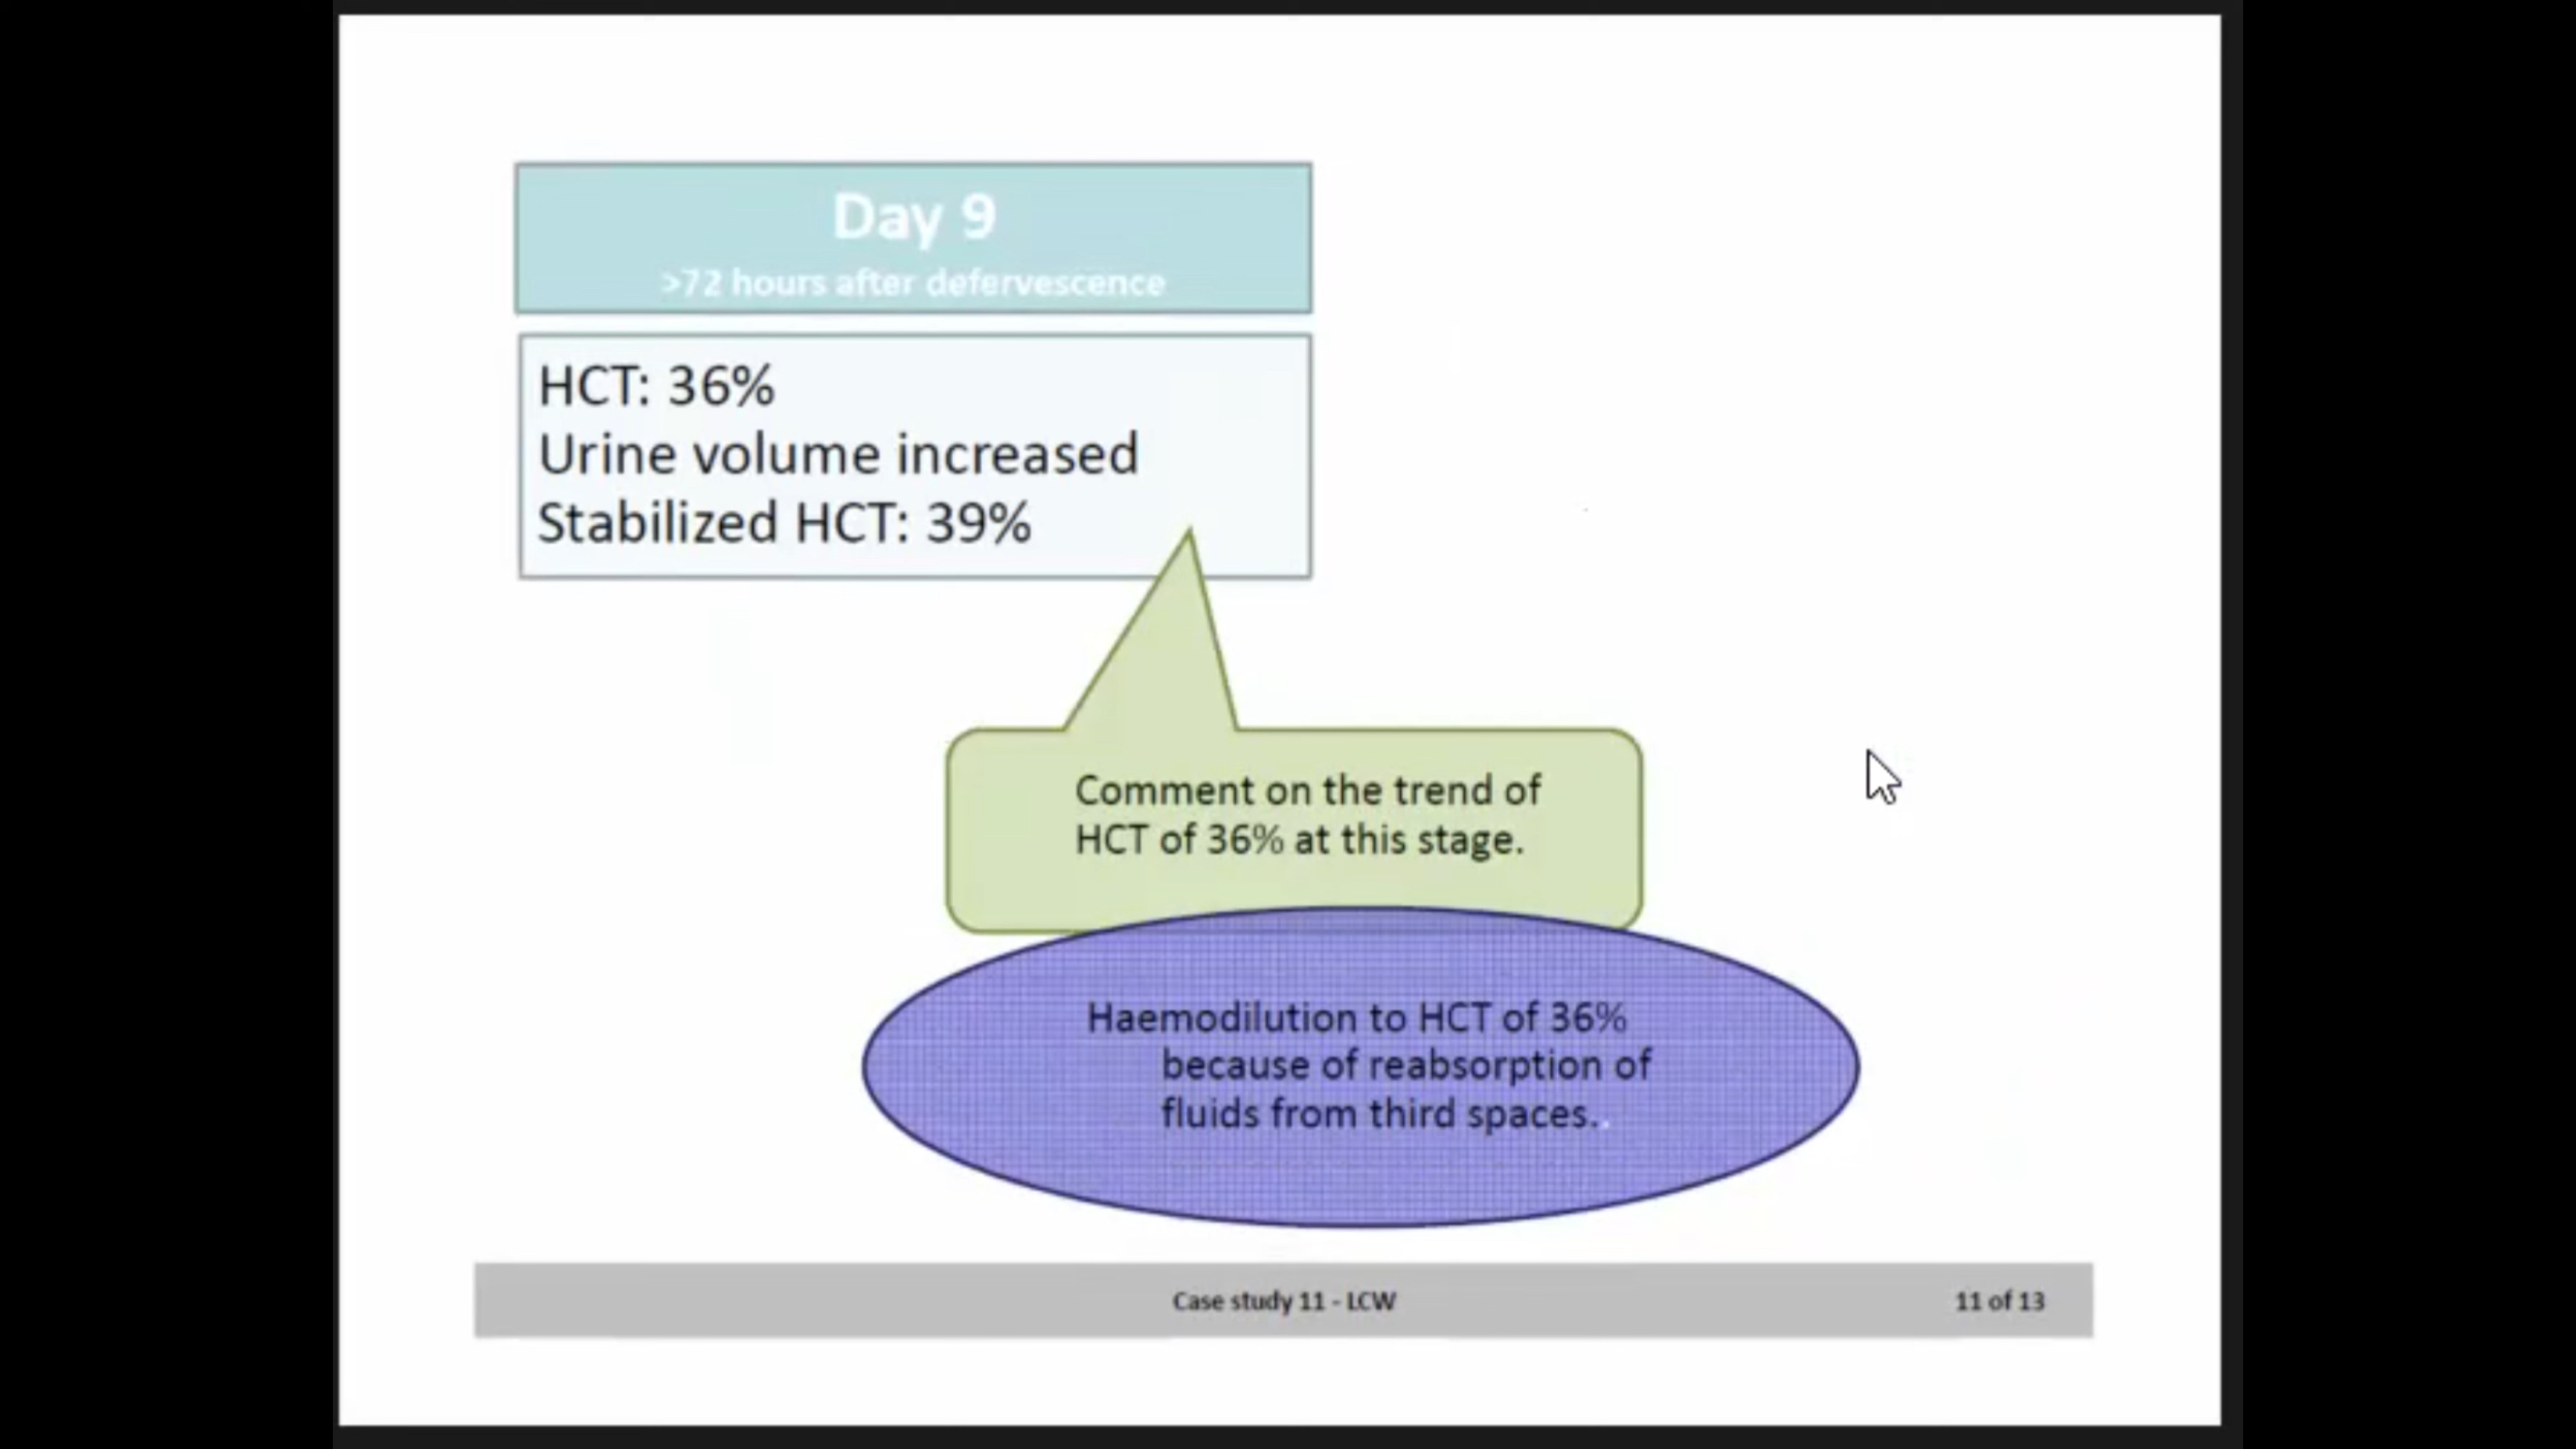 Day 9
>72 hours after defervescence
HCT: 36%
Urine volume increased
Stabilized HCT: 39%
Comment on the trend of
HCT of 36% at this stage.
Haemodilution to HCT of 36%
because of reabsorption of
fluids from third spaces..
Case study 11 - LCW
11 of 13